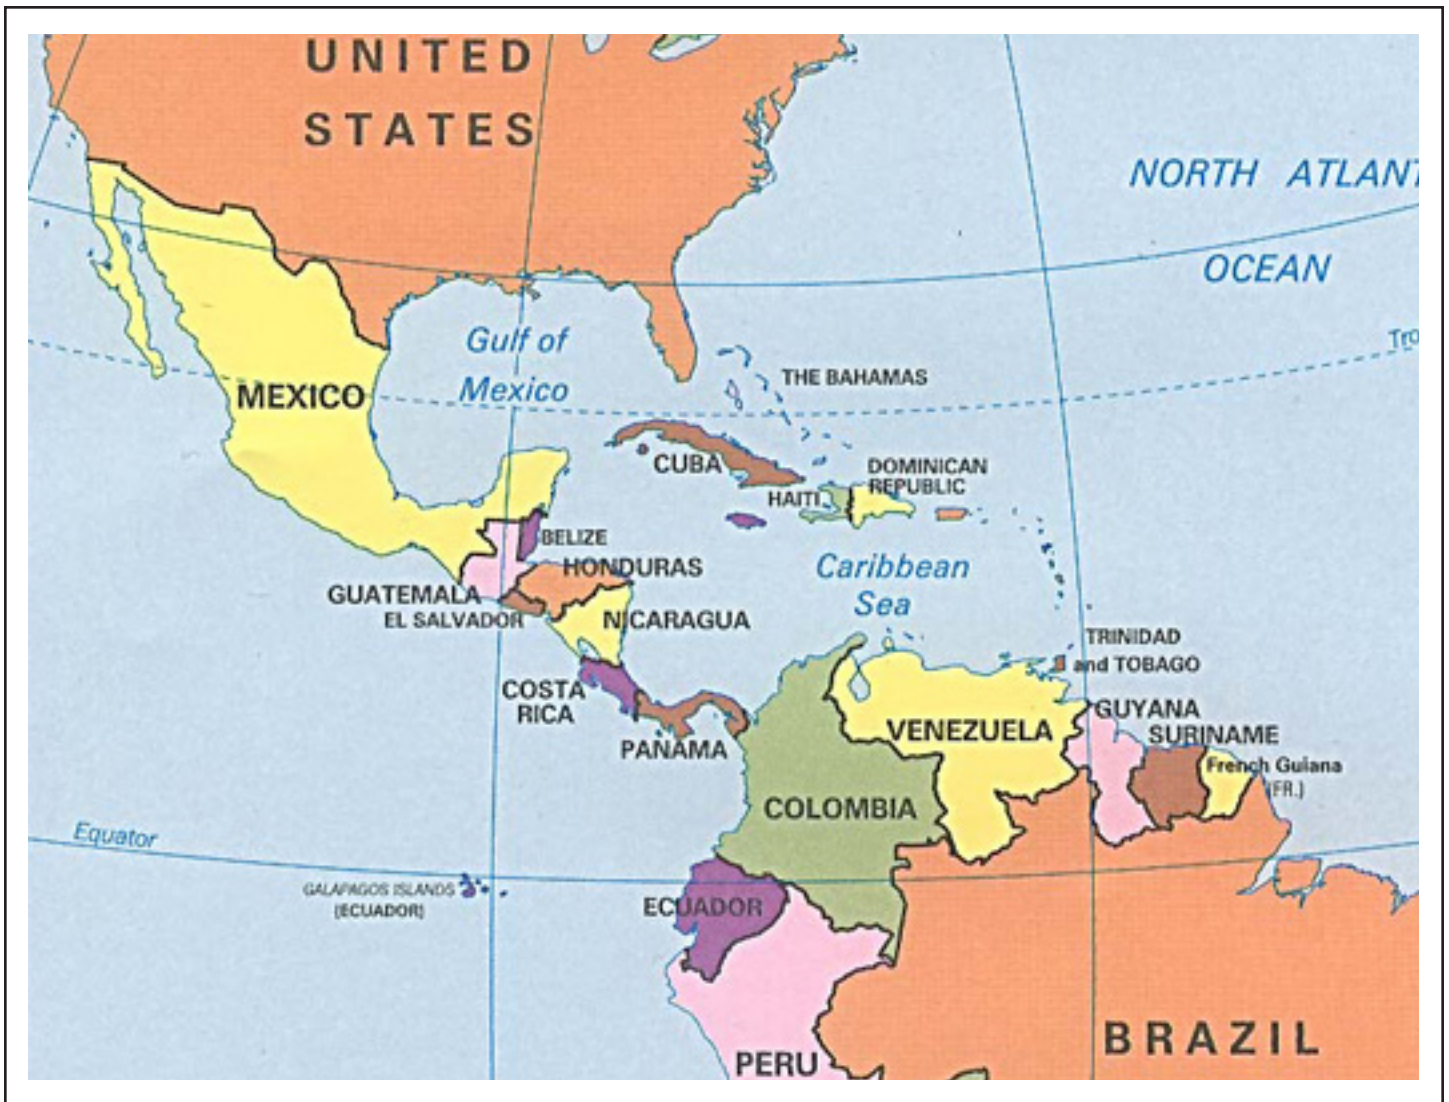 UNITED
STATES
NORTH ATLANT
OCEAN
Gulf of
Mexico
Tro
THE BAHAMAS
MEXICO
CUBA
DOMINICAN
REPUBLIC
HAITI
BELIZE
HONDURAS
Caribbean
Sea
GUATEMALA
EL SALVADOR
NICARAGUA
TRINIDAD
and TOBAGO
COSTA
RICA
GUYANA
VENEZUELA
SURINAME
PANAMA
French Guiana
(FR.)
COLOMBIA
Equator
GALAPAGOS ISLANDS
(ECUADOR)
ECUADOR
BRAZIL
PERU